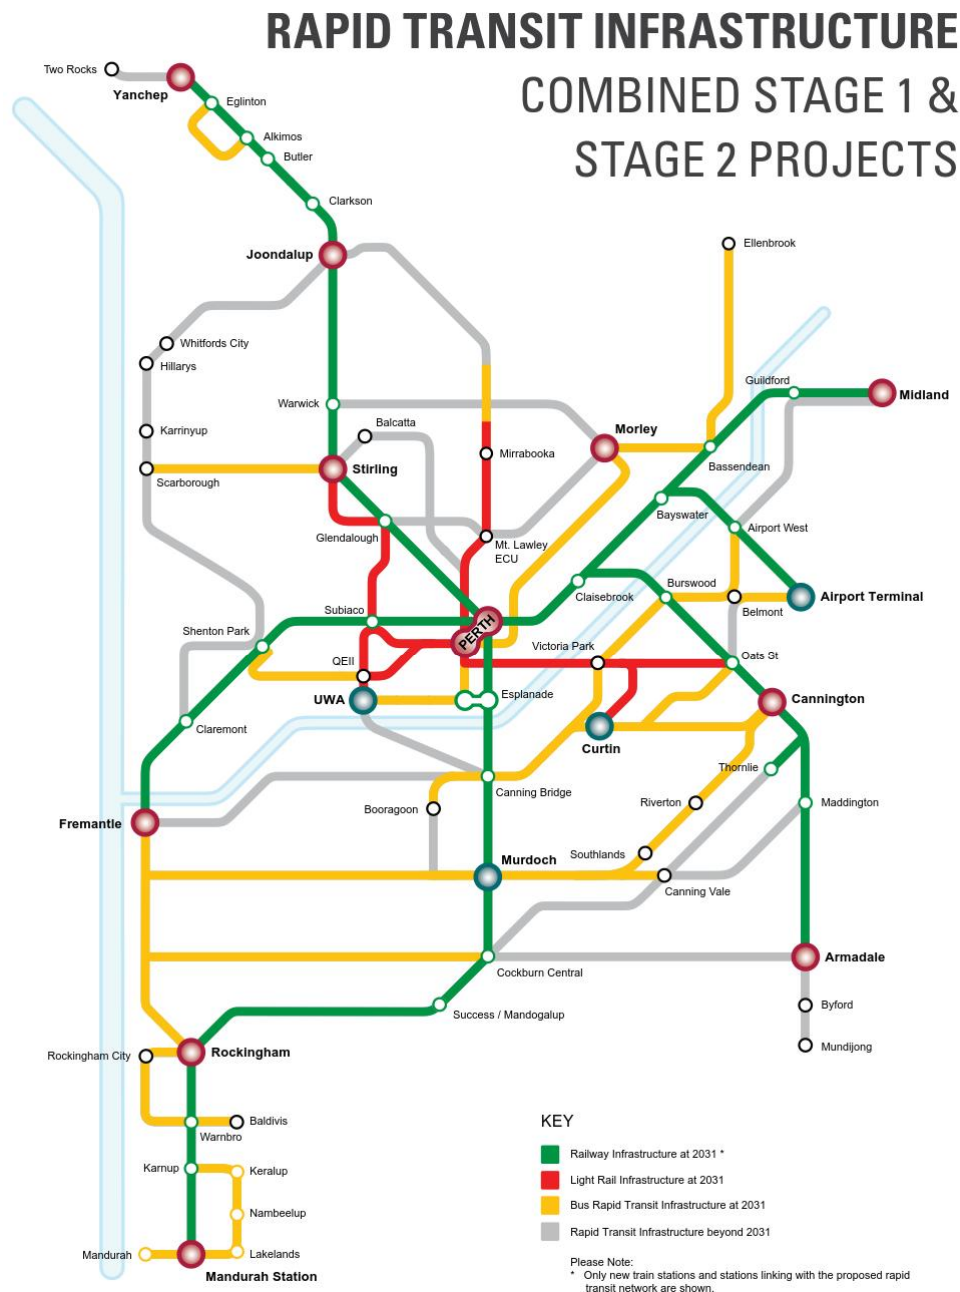 RAPID TRANSIT INFRASTRUCTURE
COMBINED STAGE 1 &
STAGE 2 PROJECTS
Two Rocks
Yanchep
Eglinton
Alkimos
Butler
Clarkson
Joondalup
Ellenbrook
Whitfords City
Hillarys
Guildford
Midland
Warwick
Balcatta
Karrinyup
Morley
Mirrabooka
Stirling
Bassendean
Scarborough
Bayswater
Airport West
Glendalough
Mt. Lawley
ECU
Burswood
Claisebrook
Airport Terminal
Belmont
Subiaco
PERTH
Shenton Park
Victoria Park
Oats St
QEII
UWA
Esplanade
Cannington
Claremont
Curtin
Thornlie
Canning Bridge
Booragoon
Riverton
Maddington
Fremantle
Southlands
Murdoch
Canning Vale
Armadale
Cockburn Central
Byford
Success / Mandogalup
Mundijong
Rockingham
Rockingham City
Baldivis
Warnbro
Karnup
Keralup
Nambeelup
Mandurah
Lakelands
Mandurah Station
KEY
Railway Infrastructure at 2031 *
Light Rail Infrastructure at 2031
Bus Rapid Transit Infrastructure at 2031
Rapid Transit Infrastructure beyond 2031
Please Note:
* Only new train stations and stations linking with the proposed rapid
transit network are shown.